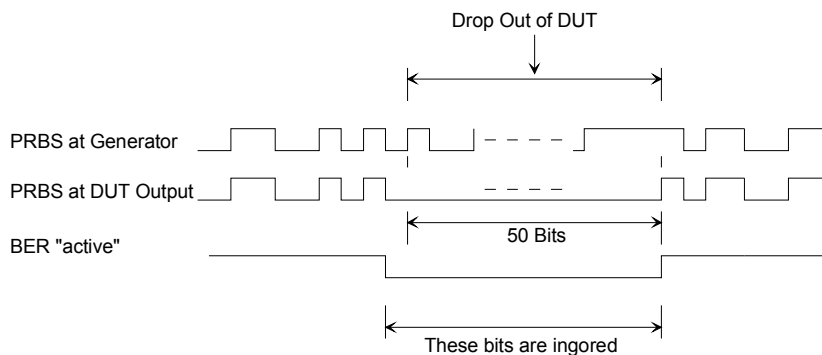 Drop Out of DUT
PRBS at Generator
PRBS at DUT Output
50 Bits
BER "active"
These bits are ingored